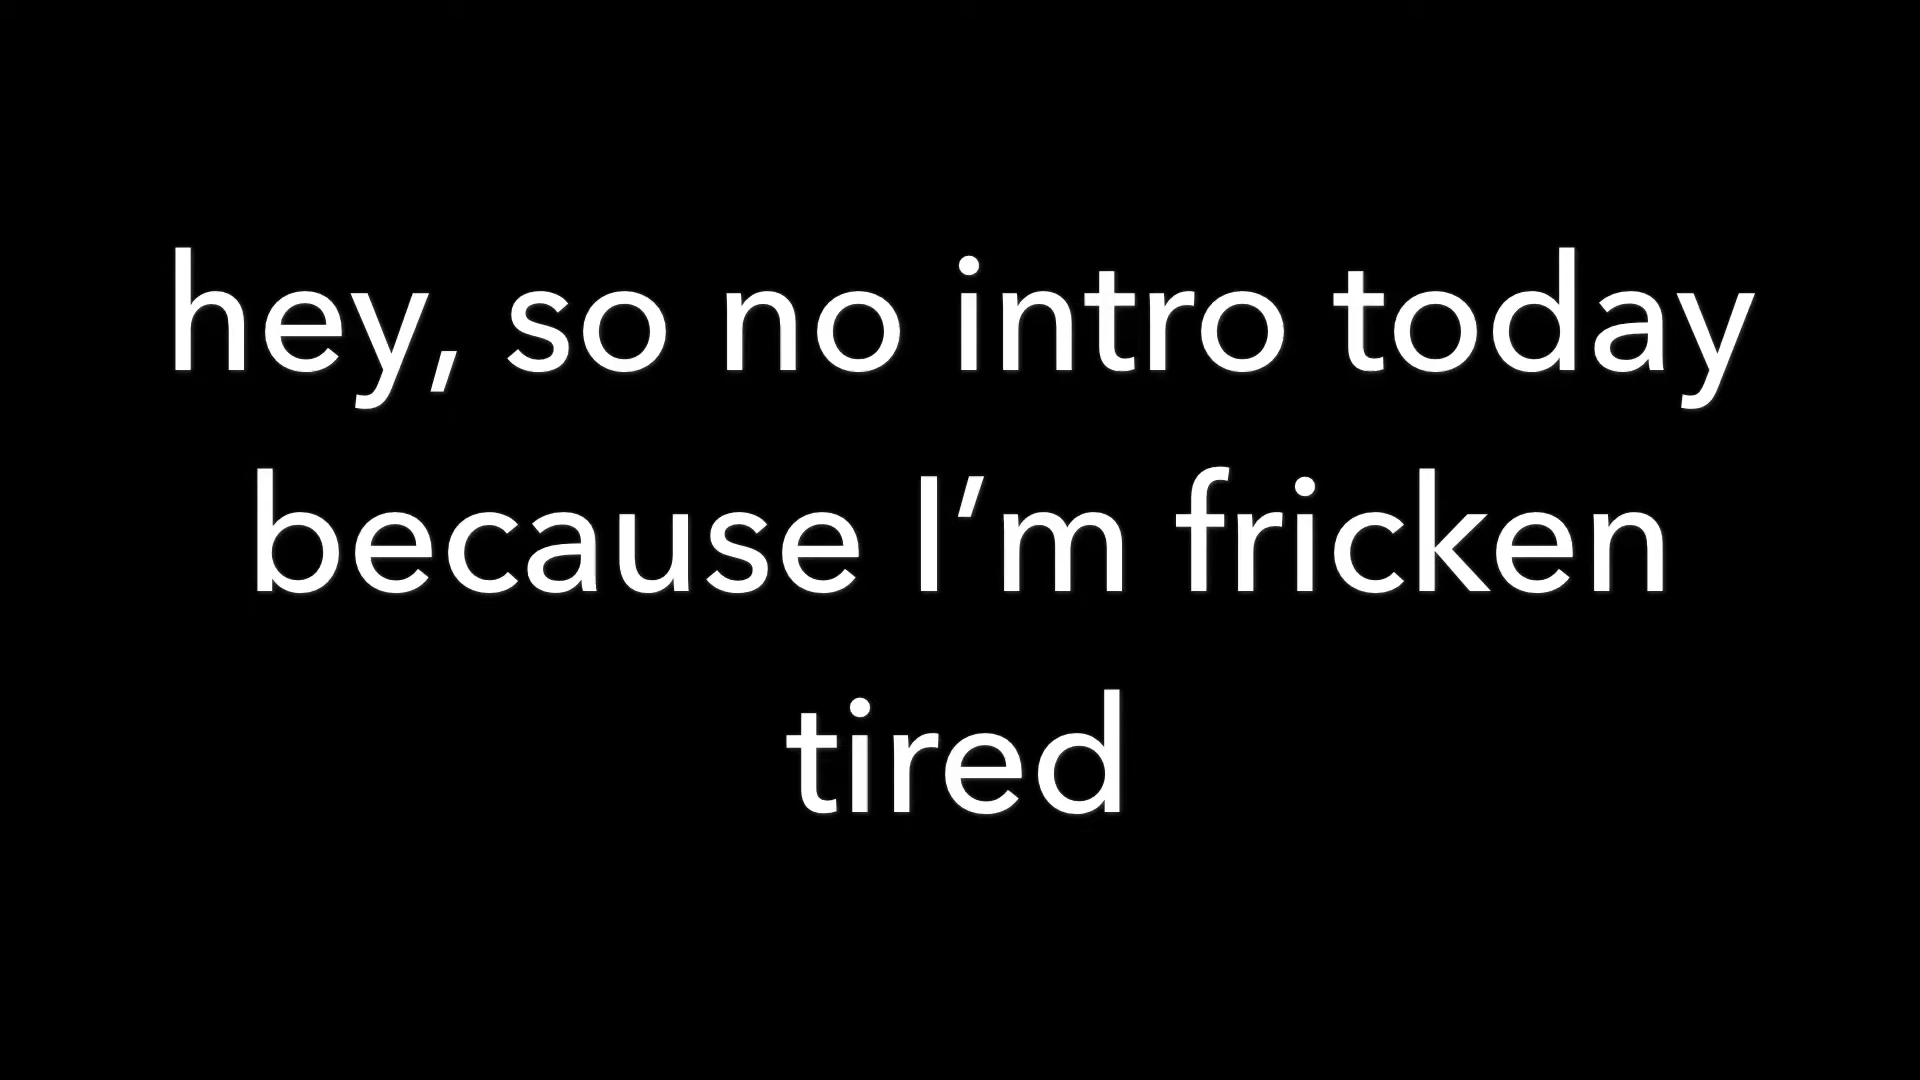 hey, so no intro today
because I’m fricken
tired